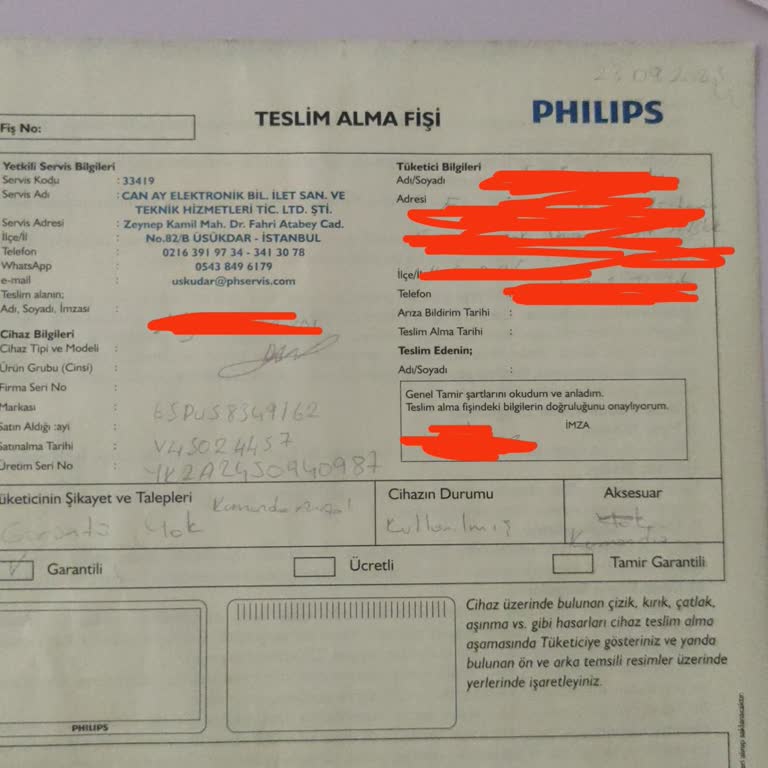 23 09 2025
TESLİM ALMA FİŞİ
PHILIPS
Fiş No:
Yetkili Servis Bilgileri
Servis Kodu : 33419
Servis Adı : CAN AY ELEKTRONİK BİL. İLET SAN. VE
TEKNİK HİZMETLERİ TİC. LTD. ŞTİ.
Servis Adresi : Zeynep Kamil Mah. Dr. Fahri Atabey Cad.
İlçe/İl : No.82/B ÜSÜKDAR - İSTANBUL
Telefon : 0216 391 97 34 - 341 30 78
WhatsApp : 0543 849 6179
e-mail : uskudar@phservis.com
Teslim alanın;
Adı, Soyadı, İmzası :
Tüketici Bilgileri
Adı/Soyadı
Adresi
İlçe/İl
Telefon
Arıza Bildirim Tarihi :
Teslim Alma Tarihi :
Teslim Edenin;
Adı/Soyadı :
Genel Tamir şartlarını okudum ve anladım.
Teslim alma fişindeki bilgilerin doğruluğunu onaylıyorum.
İMZA
Cihaz Bilgileri
Cihaz Tipi ve Modeli :
Ürün Grubu (Cinsi) :
Firma Seri No :
Markası : 65PUS8349/62
Satın Aldığı :ayi :
Satınalma Tarihi : V45024457
Üretim Seri No : YK2A2450940987
üketicinin Şikayet ve Talepleri
Görüntü Yok
Cihazın Durumu
Kullanılmış
Aksesuar
Yok
Kumanda
Garantili
Ücretli
Tamir Garantili
Cihaz üzerinde bulunan çizik, kırık, çatlak,
aşınma vs. gibi hasarları cihaz teslim alma
aşamasında Tüketiciye gösteriniz ve yanda
bulunan ön ve arka temsili resimler üzerinde
yerlerinde işaretleyiniz.
PHILIPS